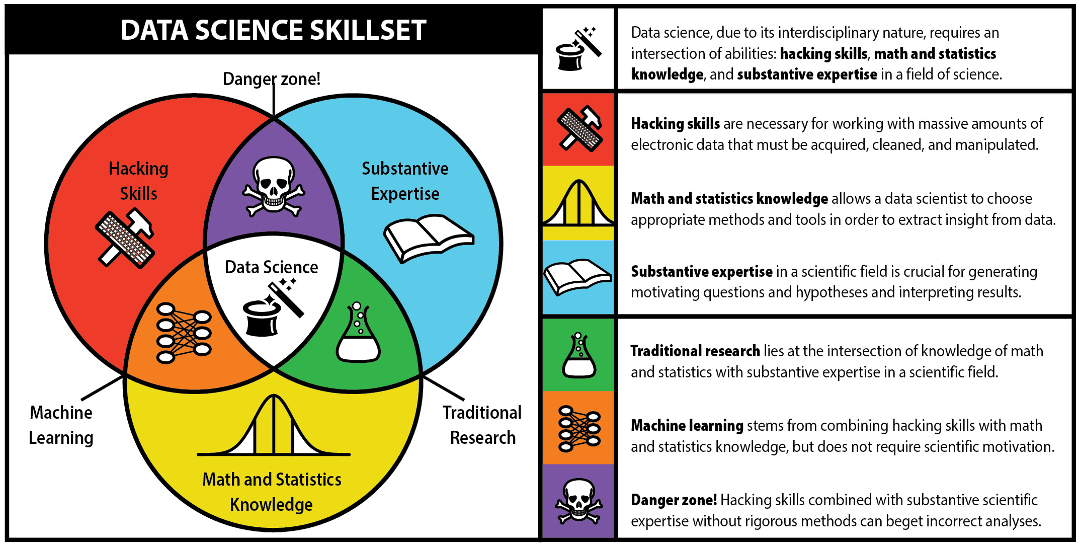 DATA SCIENCE SKILLSET
Danger zone!
Hacking
Skills
Substantive
Expertise
Data Science
Machine
Learning
Traditional
Research
Math and Statistics
Knowledge
Data science, due to its interdisciplinary nature, requires an
intersection of abilities: hacking skills, math and statistics
knowledge, and substantive expertise in a field of science.
Hacking skills are necessary for working with massive amounts of
electronic data that must be acquired, cleaned, and manipulated.
Math and statistics knowledge allows a data scientist to choose
appropriate methods and tools in order to extract insight from data.
Substantive expertise in a scientific field is crucial for generating
motivating questions and hypotheses and interpreting results.
Traditional research lies at the intersection of knowledge of math
and statistics with substantive expertise in a scientific field.
Machine learning stems from combining hacking skills with math
and statistics knowledge, but does not require scientific motivation.
Danger zone! Hacking skills combined with substantive scientific
expertise without rigorous methods can beget incorrect analyses.